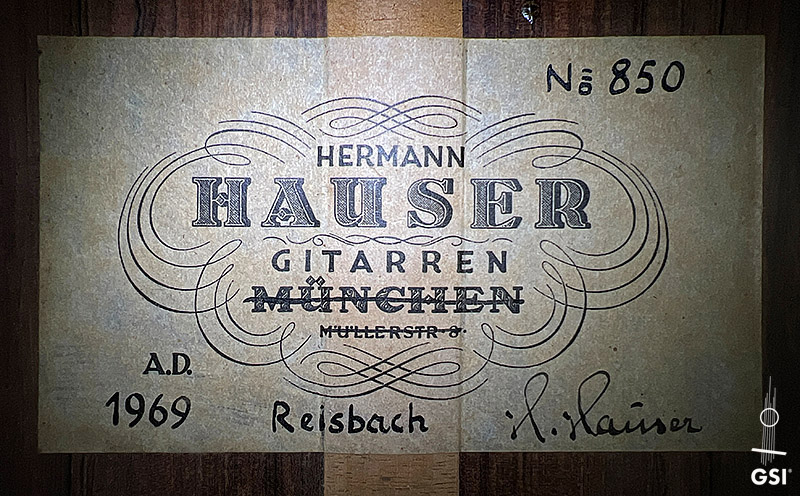 Nº 850
HERMANN
HAUSER
GITARREN
MÜNCHEN
MÜLLERSTR·8·
A.D.
1969 Reisbach H. Hauser
GSI